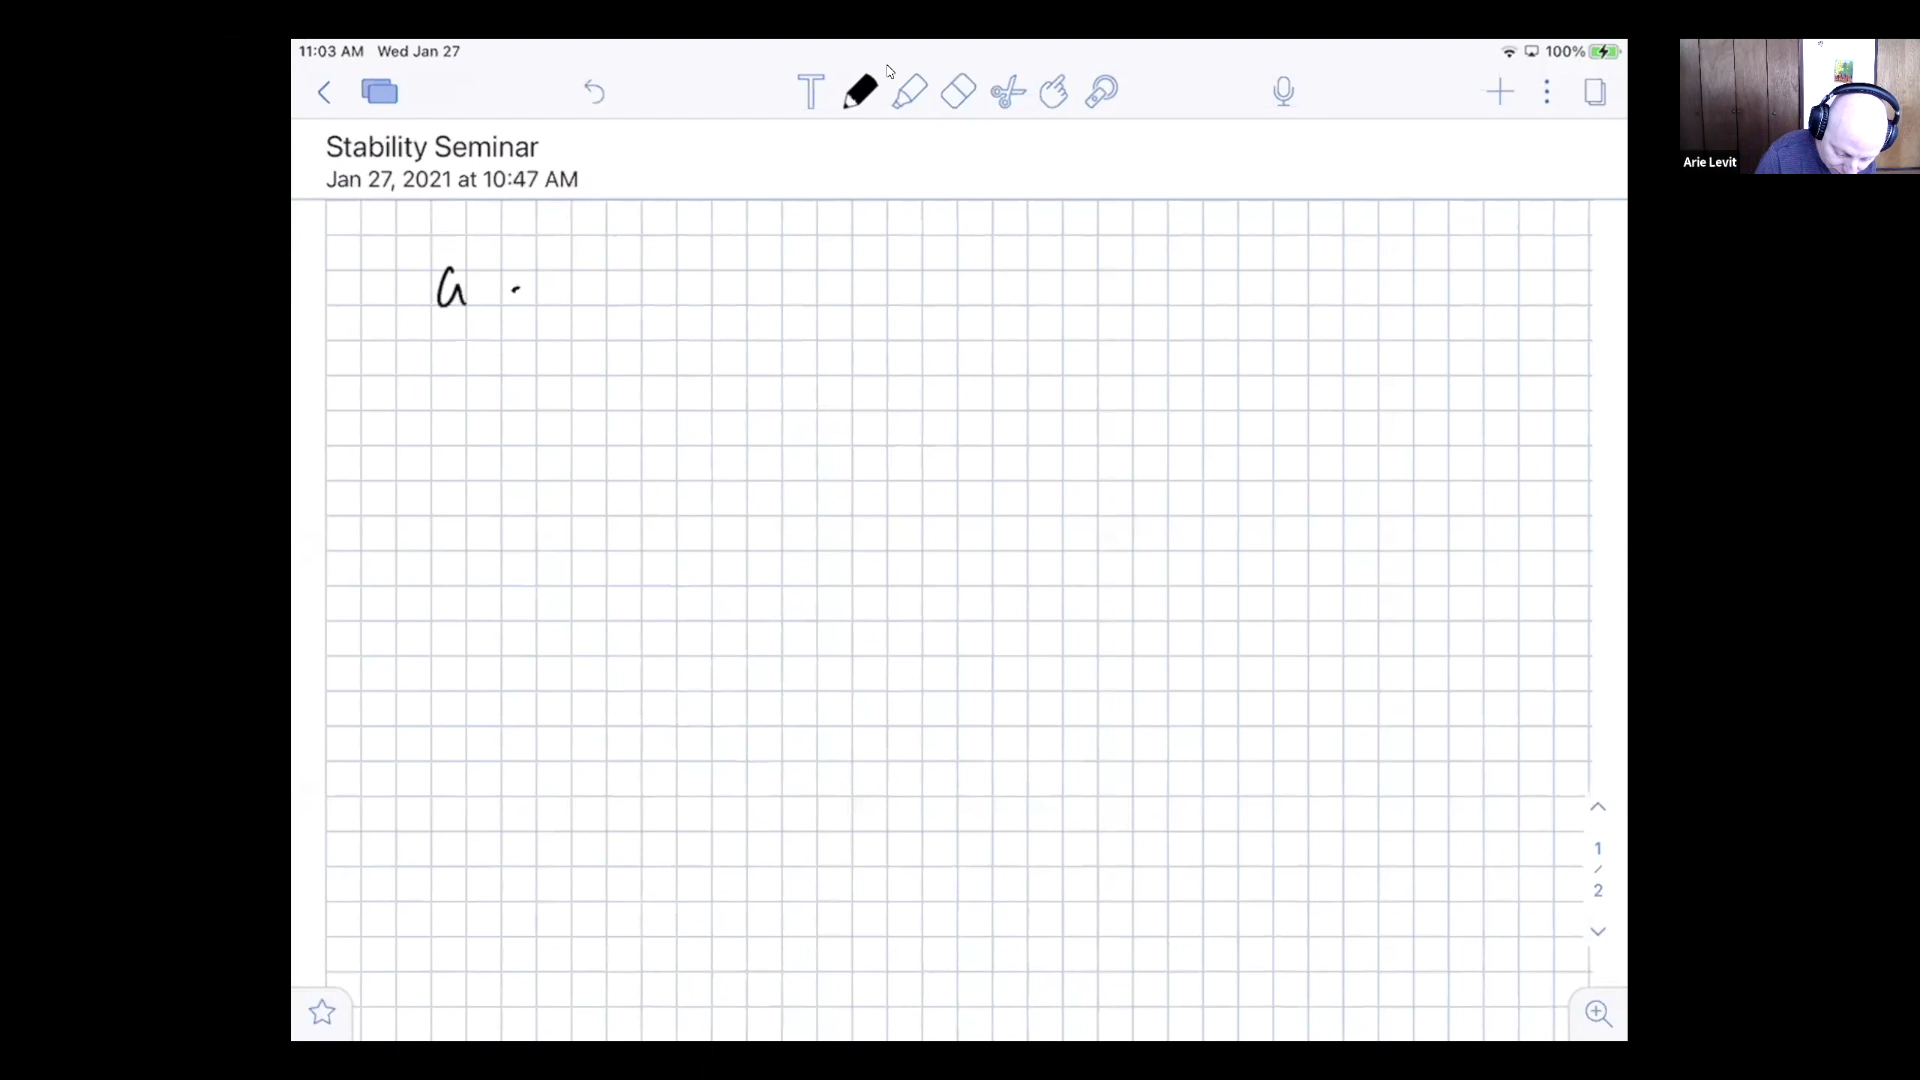 11:03 AM Wed Jan 27
100%
T
Stability Seminar
Jan 27, 2021 at 10:47 AM
G .
1
/
2
Arie Levit